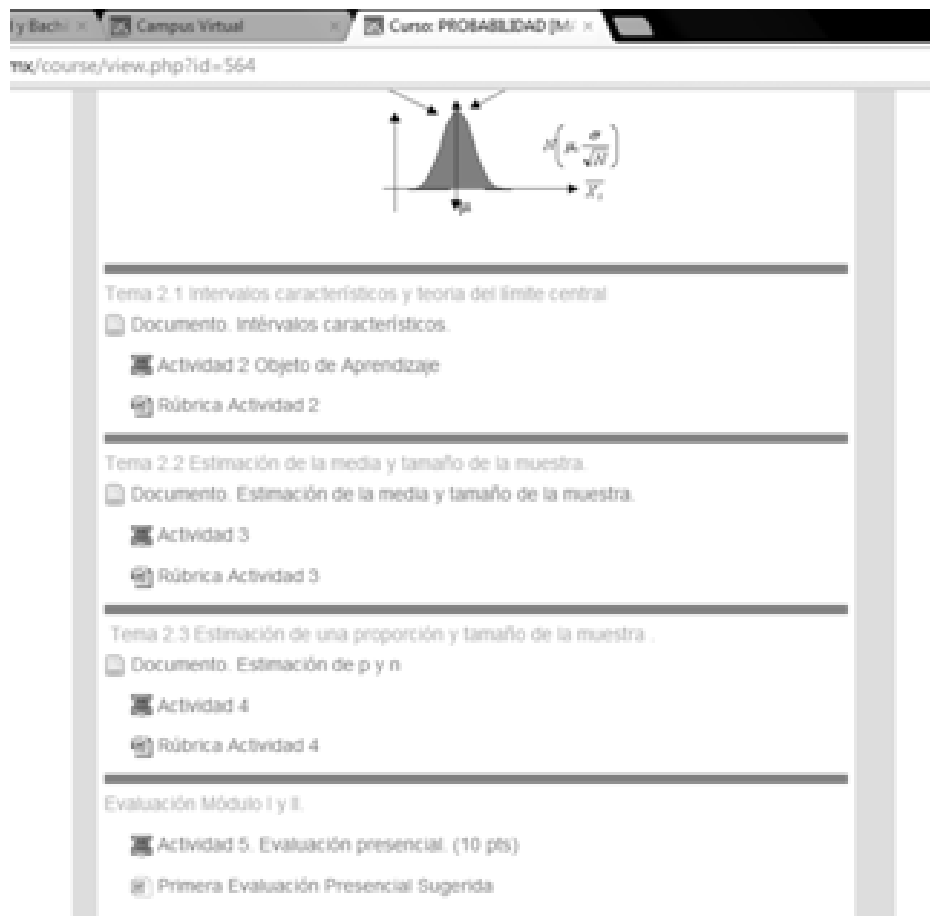 l y Bach
Campus Virtual
Curso: PROBABILIDAD [MA
mx/course/view.php?id=564
N(μ, σ/√N)
X̄ᵢ
μ
Tema 2.1 Intervalos característicos y teoria del límite central
Documento. Intérvalos característicos.
Actividad 2 Objeto de Aprendizaje
Rúbrica Actividad 2
Tema 2.2 Estimación de la media y tamaño de la muestra.
Documento. Estimación de la media y tamaño de la muestra.
Actividad 3
Rúbrica Actividad 3
Tema 2.3 Estimación de una proporción y tamaño de la muestra .
Documento. Estimación de p y n
Actividad 4
Rúbrica Actividad 4
Evaluación Módulo I y II.
Actividad 5. Evaluación presencial. (10 pts)
Primera Evaluación Presencial Sugerida